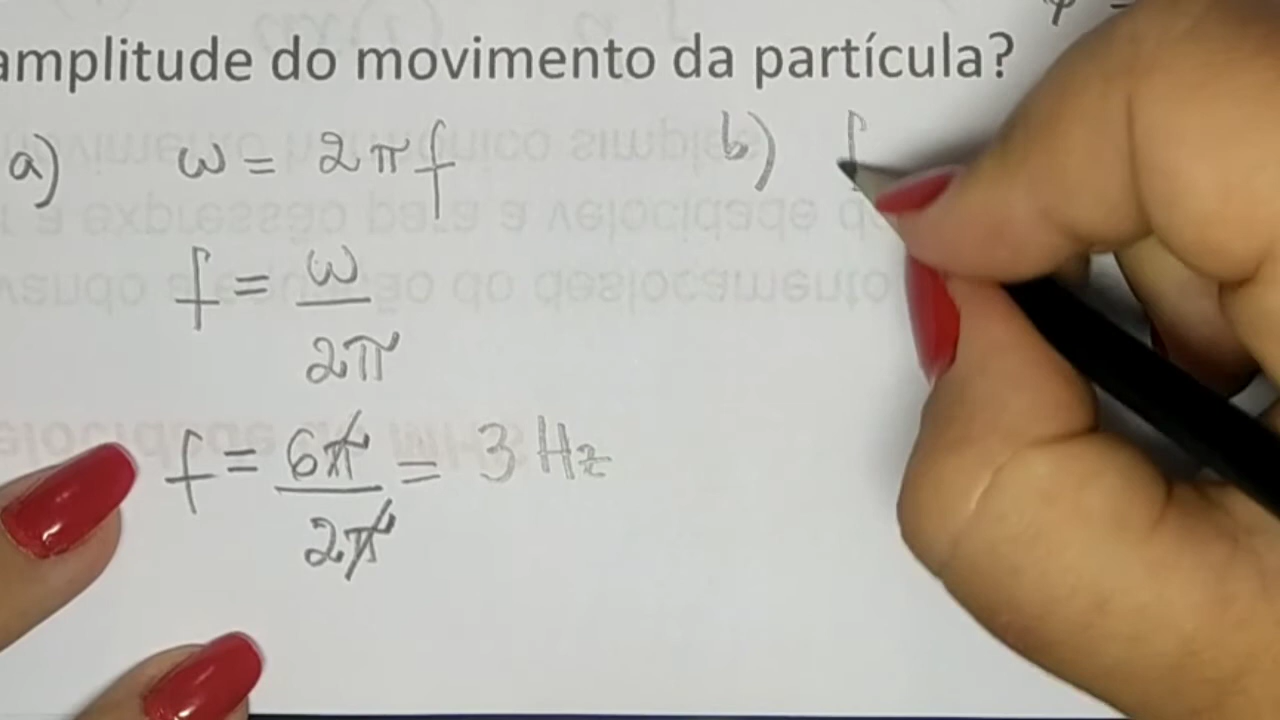 amplitude do movimento da partícula?
a) ω = 2πf
f = ω/2π
f = 6π/2π = 3 Hz
b) f